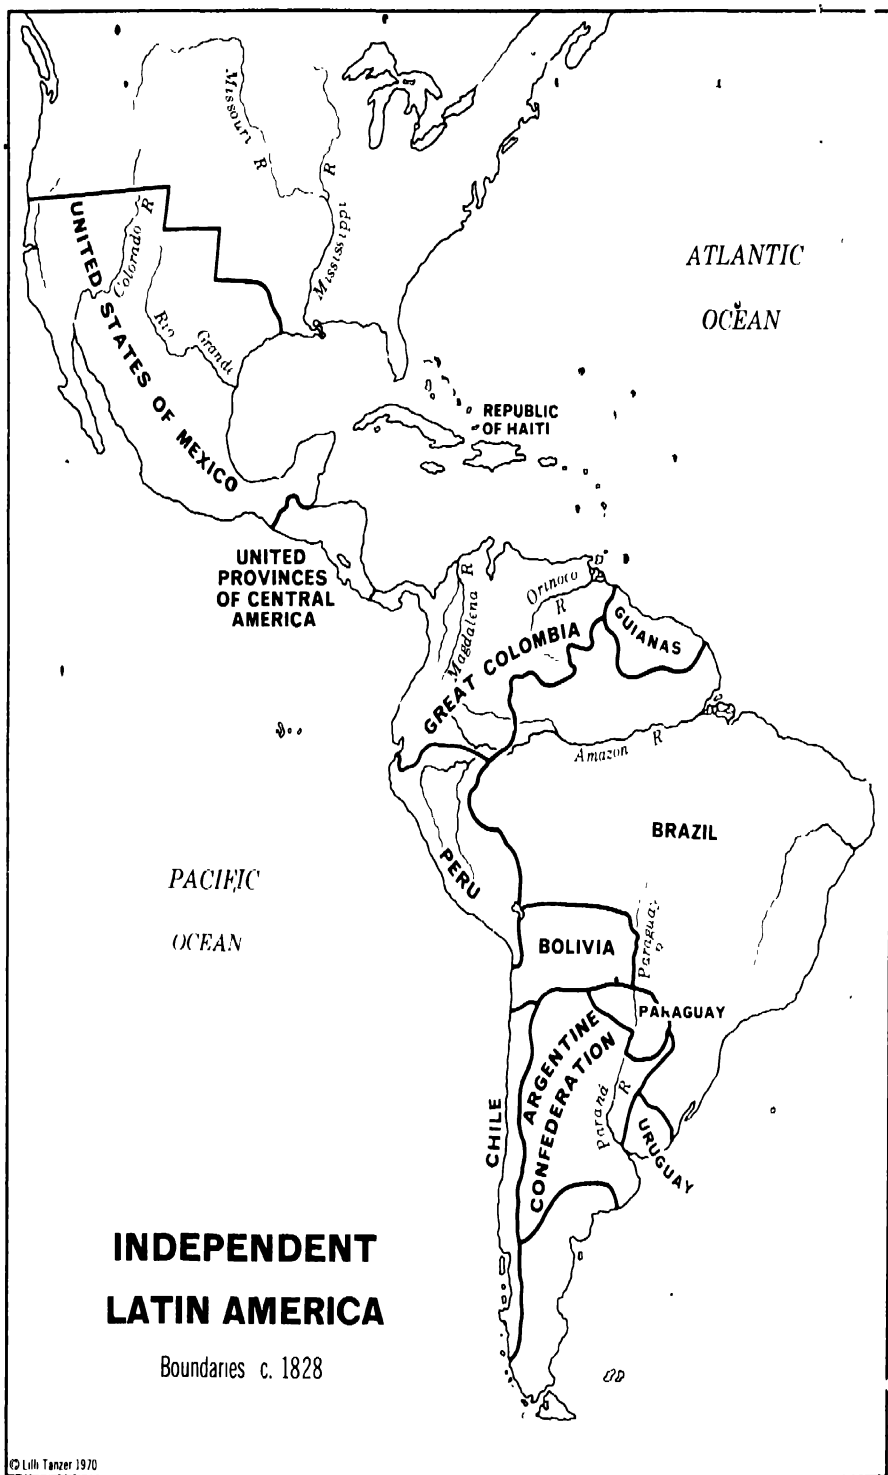 Missouri R
R
Mississippi
UNITED STATES OF MEXICO
Colorado R
Rio Grande
ATLANTIC
OCEAN
REPUBLIC
OF HAITI
UNITED
PROVINCES
OF CENTRAL
AMERICA
Magdalena R
Orinoco
R
GUIANAS
GREAT COLOMBIA
Amazon R
BRAZIL
PERU
PACIFIC
OCEAN
BOLIVIA
Paraguay
PARAGUAY
ARGENTINE
CONFEDERATION
Paraná R
CHILE
URUGUAY
INDEPENDENT
LATIN AMERICA
Boundaries c. 1828
© Lilli Tanzer 1970